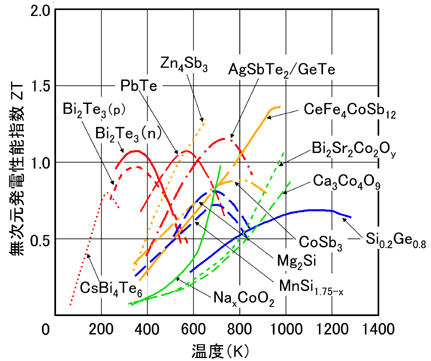 無次元発電性能指数 ZT
2.0
1.5
1.0
0.5
0
200
400
600
800
1000
1200
1400
温度(K)
Zn4Sb3
PbTe
AgSbTe2/GeTe
Bi2Te3(p)
Bi2Te3(n)
CeFe4CoSb12
Bi2Sr2Co2Oy
Ca3Co4O9
CoSb3
Si0.2Ge0.8
Mg2Si
MnSi1.75-x
CsBi4Te6
NaxCoO2